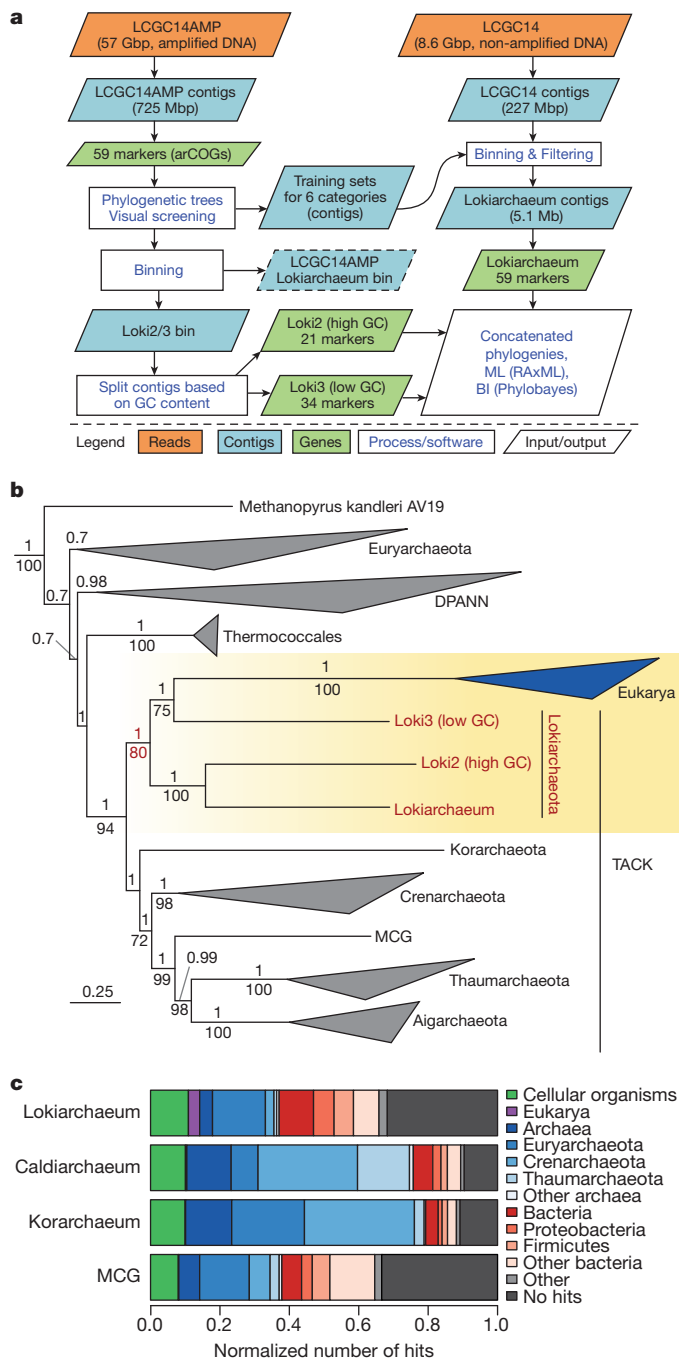 a
LCGC14AMP
(57 Gbp, amplified DNA)
LCGC14
(8.6 Gbp, non-amplified DNA)
LCGC14AMP contigs
(725 Mbp)
LCGC14 contigs
(227 Mbp)
59 markers (arCOGs)
Binning & Filtering
Phylogenetic trees
Visual screening
Training sets
for 6 categories
(contigs)
Lokiarchaeum contigs
(5.1 Mb)
Binning
LCGC14AMP
Lokiarchaeum bin
Lokiarchaeum
59 markers
Loki2/3 bin
Loki2 (high GC)
21 markers
Concatenated
phylogenies,
ML (RAxML),
BI (Phylobayes)
Split contigs based
on GC content
Loki3 (low GC)
34 markers
Legend
Reads
Contigs
Genes
Process/software
Input/output
b
Methanopyrus kandleri AV19
1
100
0.7
0.7
Euryarchaeota
0.98
DPANN
0.7
1
100
Thermococcales
1
1
100
Eukarya
1
75
Loki3 (low GC)
1
80
Loki2 (high GC)
1
100
Lokiarchaeum
Lokiarchaeota
1
94
TACK
Korarchaeota
1
1
98
Crenarchaeota
1
72
MCG
1
99
0.99
98
1
100
Thaumarchaeota
1
100
Aigarchaeota
0.25
c
Lokiarchaeum
Caldiarchaeum
Korarchaeum
MCG
Cellular organisms
Eukarya
Archaea
Euryarchaeota
Crenarchaeota
Thaumarchaeota
Other archaea
Bacteria
Proteobacteria
Firmicutes
Other bacteria
Other
No hits
0.0
0.2
0.4
0.6
0.8
1.0
Normalized number of hits